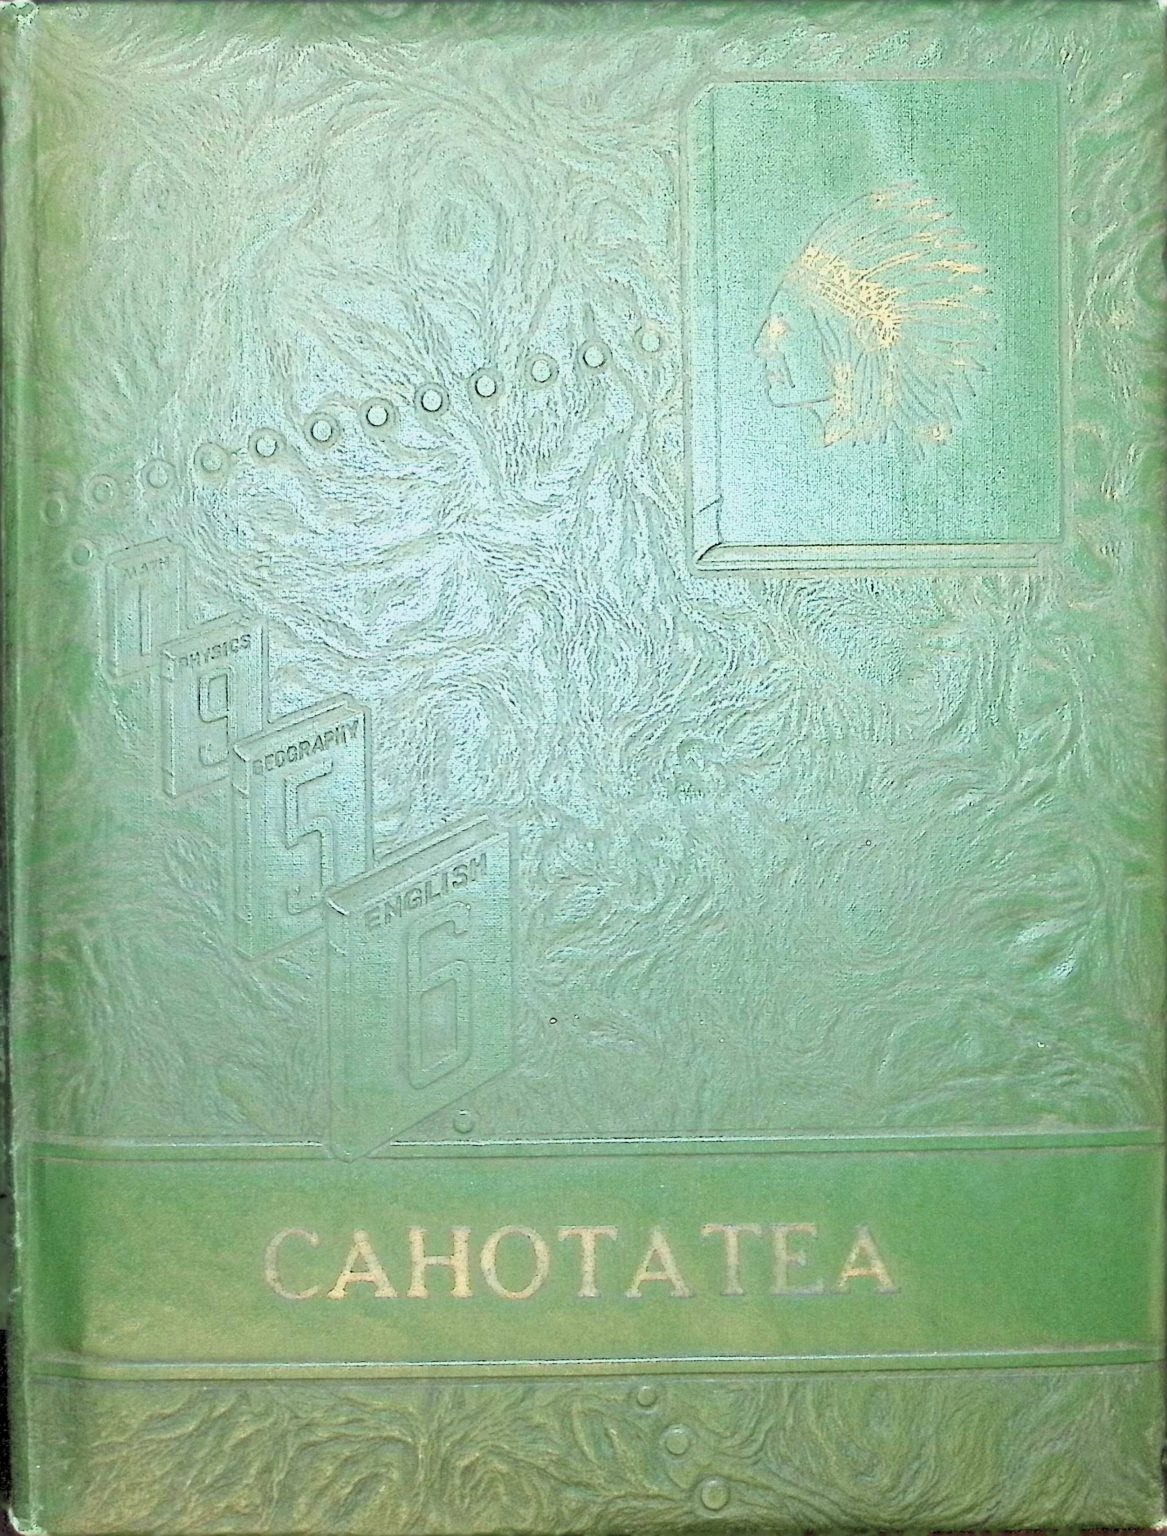 MATH
1
PHYSICS
9
GEOGRAPHY
5
ENGLISH
6
CAHOTATEA